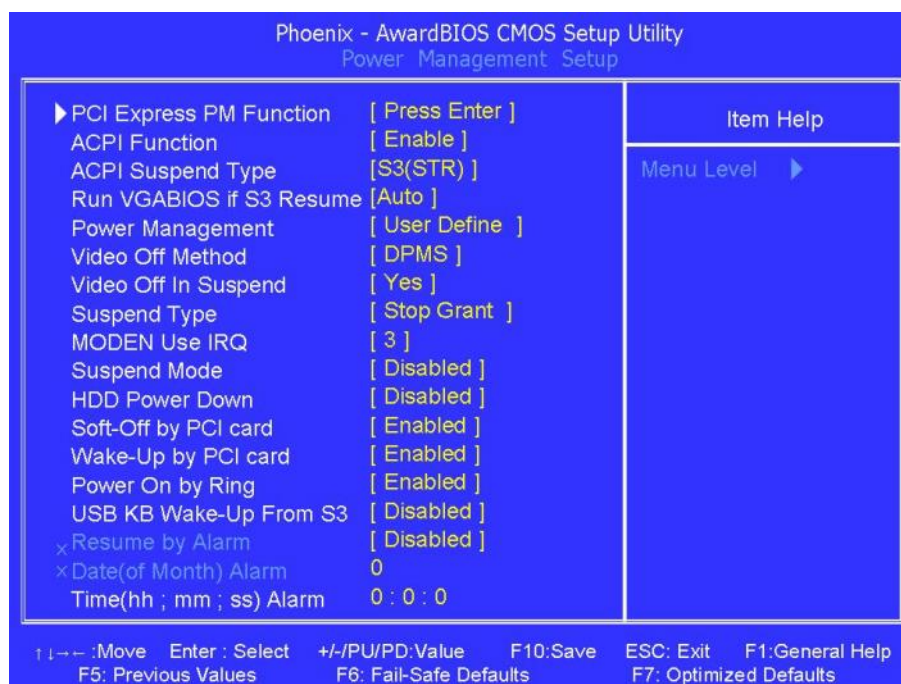 Phoenix - AwardBIOS CMOS Setup Utility
Power Management Setup
PCI Express PM Function [ Press Enter ]
ACPI Function [ Enable ]
ACPI Suspend Type [S3(STR) ]
Run VGABIOS if S3 Resume [Auto ]
Power Management [ User Define ]
Video Off Method [ DPMS ]
Video Off In Suspend [ Yes ]
Suspend Type [ Stop Grant ]
MODEN Use IRQ [ 3 ]
Suspend Mode [ Disabled ]
HDD Power Down [ Disabled ]
Soft-Off by PCI card [ Enabled ]
Wake-Up by PCI card [ Enabled ]
Power On by Ring [ Enabled ]
USB KB Wake-Up From S3 [ Disabled ]
× Resume by Alarm [ Disabled ]
× Date(of Month) Alarm 0
Time(hh ; mm ; ss) Alarm 0 : 0 : 0
Item Help
Menu Level
↑↓→← :Move Enter : Select +/-/PU/PD:Value F10:Save ESC: Exit F1:General Help
F5: Previous Values F6: Fail-Safe Defaults F7: Optimized Defaults